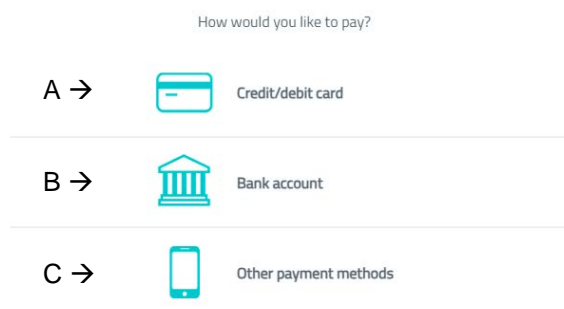 How would you like to pay?
A → Credit/debit card
B → Bank account
C → Other payment methods